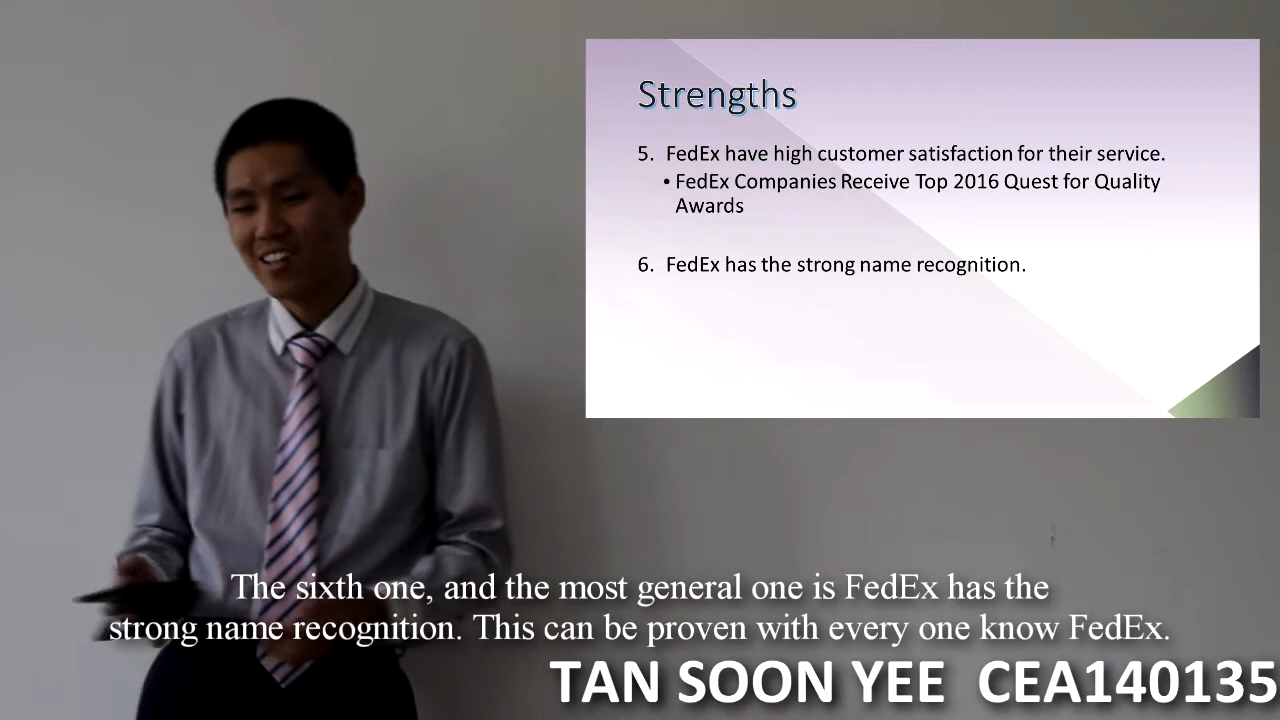 Strengths
5. FedEx have high customer satisfaction for their service.
• FedEx Companies Receive Top 2016 Quest for Quality
Awards
6. FedEx has the strong name recognition.
The sixth one, and the most general one is FedEx has the
strong name recognition. This can be proven with every one know FedEx.
TAN SOON YEE CEA140135